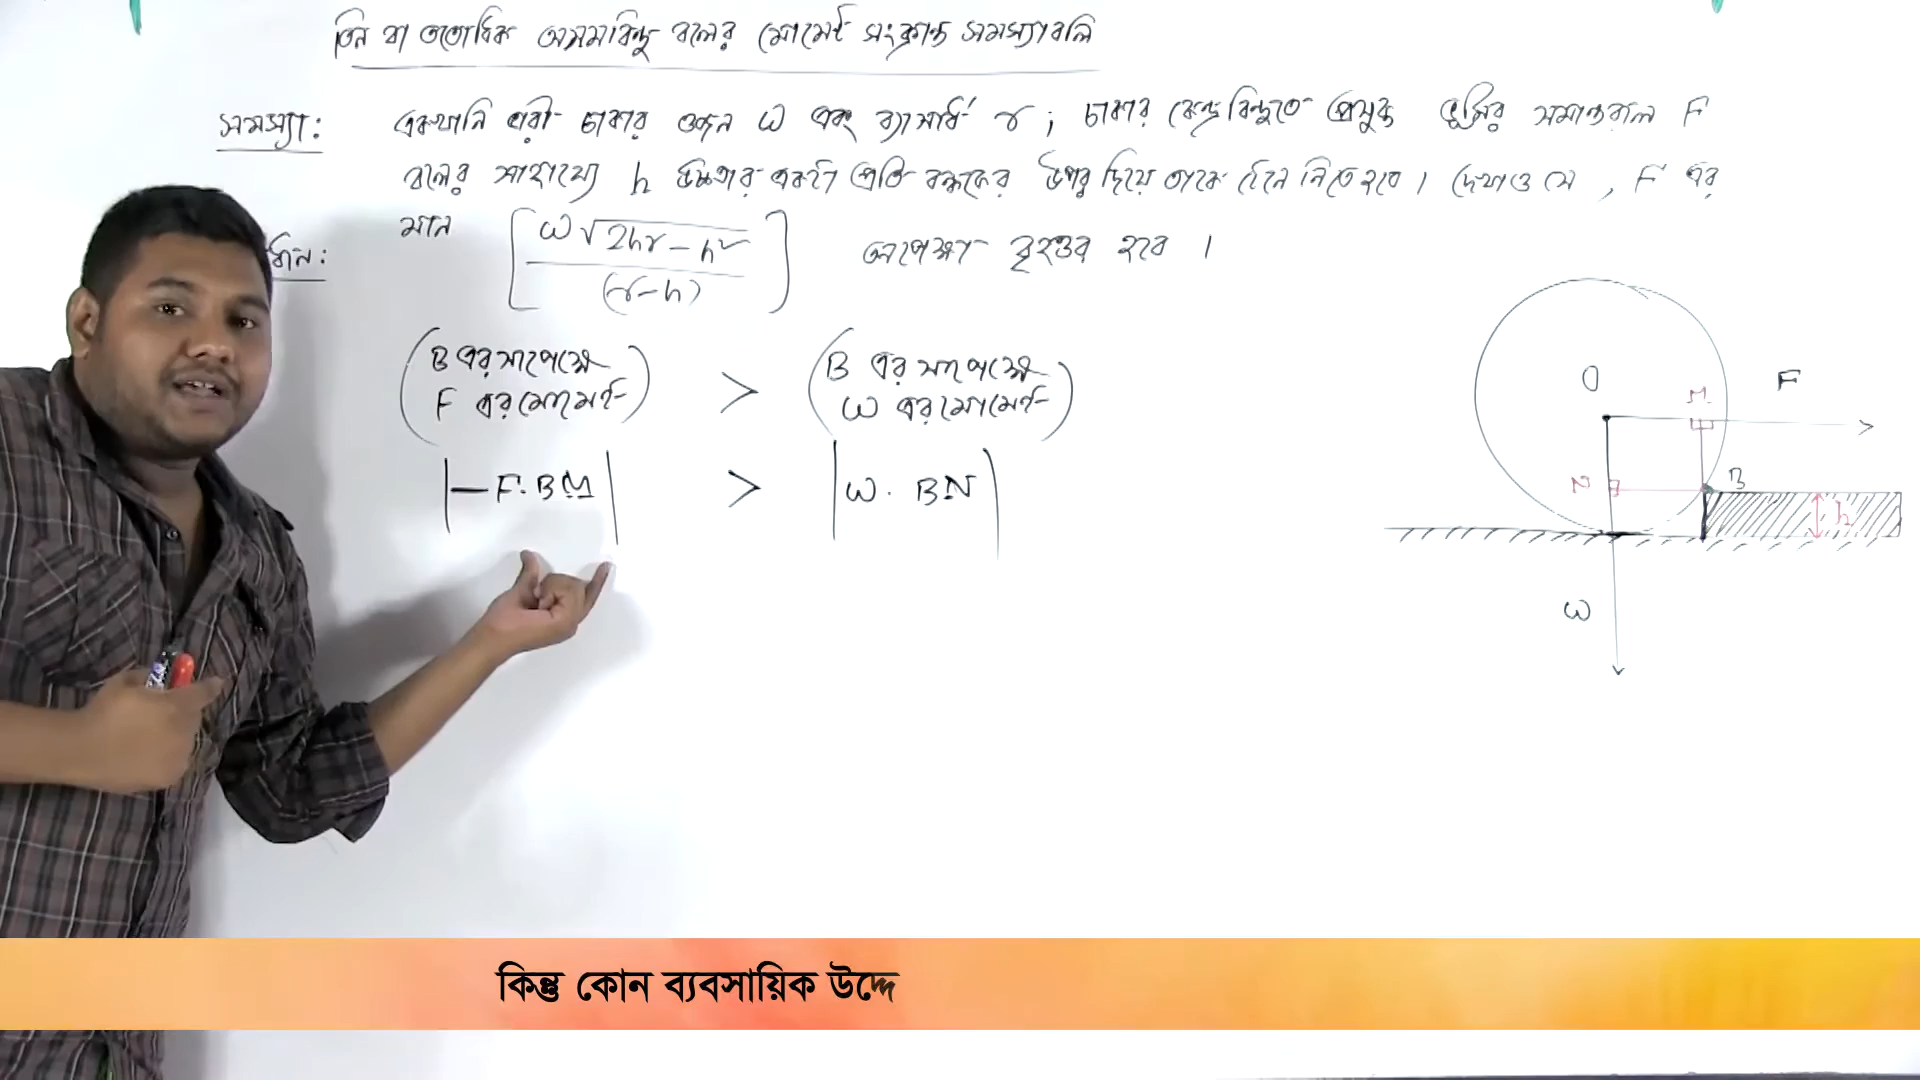 তিন বা ততোধিক অসমবিন্দু বলের মোমেন্ট সংক্রান্ত সমস্যাবলি
সমস্যা: একখানি ভারী চাকার ওজন W এবং ব্যাসার্ধ r ; চাকার কেন্দ্রবিন্দুতে প্রযুক্ত ভূমির সমান্তরাল F
বলের সাহায্যে h উচ্চতার একটা প্রতিবন্ধকের উপর দিয়ে তাকে টেনে নিতে হবে । দেখাও যে , F এর
মান [ W√2hr - h² / (r-h) ] অপেক্ষা বৃহত্তর হবে ।
ধান:
(B এর সাপেক্ষে F এর মোমেন্ট) > (B এর সাপেক্ষে W এর মোমেন্ট)
|-F. BM| > |W. BN|
O
F
M
N
B
h
W
কিন্তু কোন ব্যবসায়িক উদ্দে